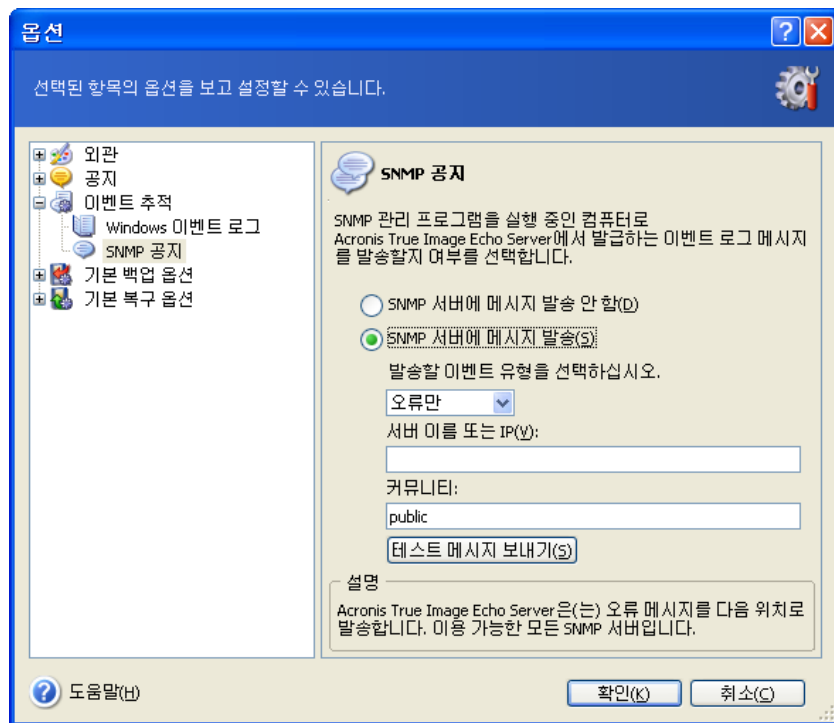 옵션
선택된 항목의 옵션을 보고 설정할 수 있습니다.
외관
공지
이벤트 추적
Windows 이벤트 로그
SNMP 공지
기본 백업 옵션
기본 복구 옵션
SNMP 공지
SNMP 관리 프로그램을 실행 중인 컴퓨터로
Acronis True Image Echo Server에서 발급하는 이벤트 로그 메시지
를 발송할지 여부를 선택합니다.
SNMP 서버에 메시지 발송 안 함(D)
SNMP 서버에 메시지 발송(S)
발송할 이벤트 유형을 선택하십시오.
오류만
서버 이름 또는 IP(V):
커뮤니티:
public
테스트 메시지 보내기(S)
설명
Acronis True Image Echo Server은(는) 오류 메시지를 다음 위치로
발송합니다. 이용 가능한 모든 SNMP 서버입니다.
도움말(H)
확인(K)
취소(C)